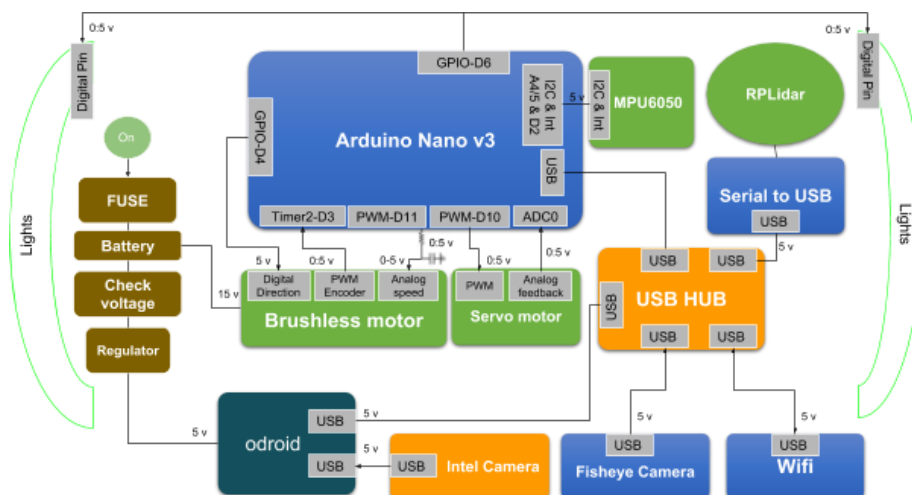 0:5 v
0:5 v
Digital Pin
Digital Pin
GPIO-D6
I2C & Int
A4/5 & D2
5 v
I2C & Int
MPU6050
RPLidar
On
GPIO-D4
Arduino Nano v3
USB
Serial to USB
USB
5 v
FUSE
Lights
Lights
Timer2-D3
PWM-D11
PWM-D10
ADC0
Battery
5 v
0:5 v
0-5 v
0:5 v
0:5 v
0:5 v
USB
USB
Check
voltage
15 v
Digital
Direction
PWM
Encoder
Analog
speed
PWM
Analog
feedback
USB
USB HUB
Brushless motor
Servo motor
USB
USB
Regulator
5 v
odroid
USB
5 v
5 v
5 v
USB
5 v
USB
Intel Camera
USB
Fisheye Camera
USB
Wifi